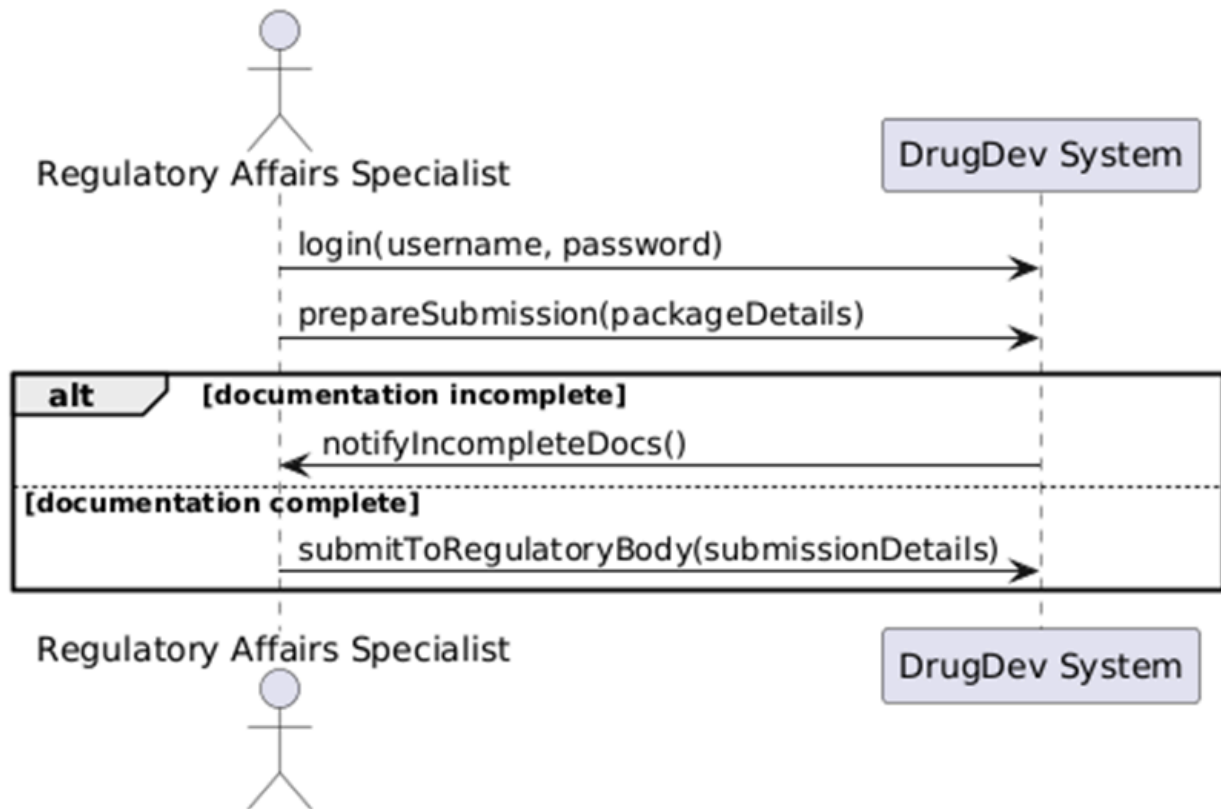 Regulatory Affairs Specialist
DrugDev System
login(username, password)
prepareSubmission(packageDetails)
alt [documentation incomplete]
notifyIncompleteDocs()
[documentation complete]
submitToRegulatoryBody(submissionDetails)
Regulatory Affairs Specialist
DrugDev System